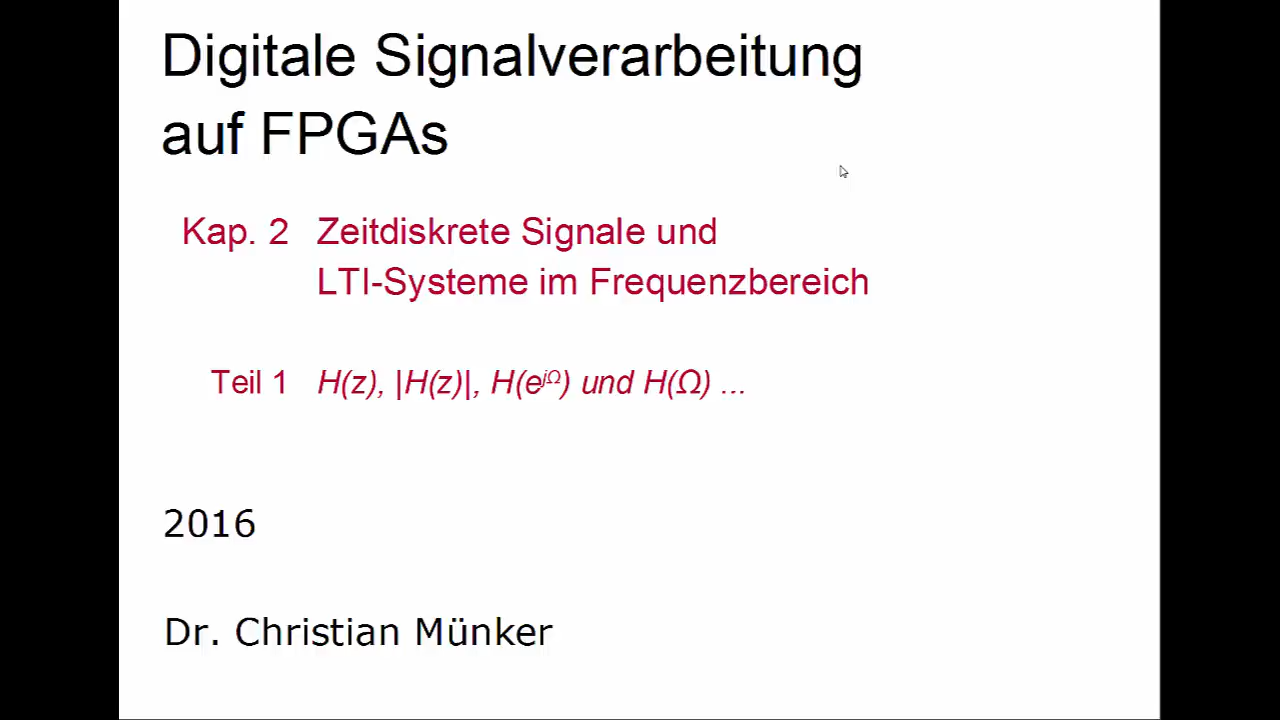 Digitale Signalverarbeitung
auf FPGAs
Kap. 2 Zeitdiskrete Signale und
LTI-Systeme im Frequenzbereich
Teil 1 H(z), |H(z)|, H(e^jΩ) und H(Ω) ...
2016
Dr. Christian Münker